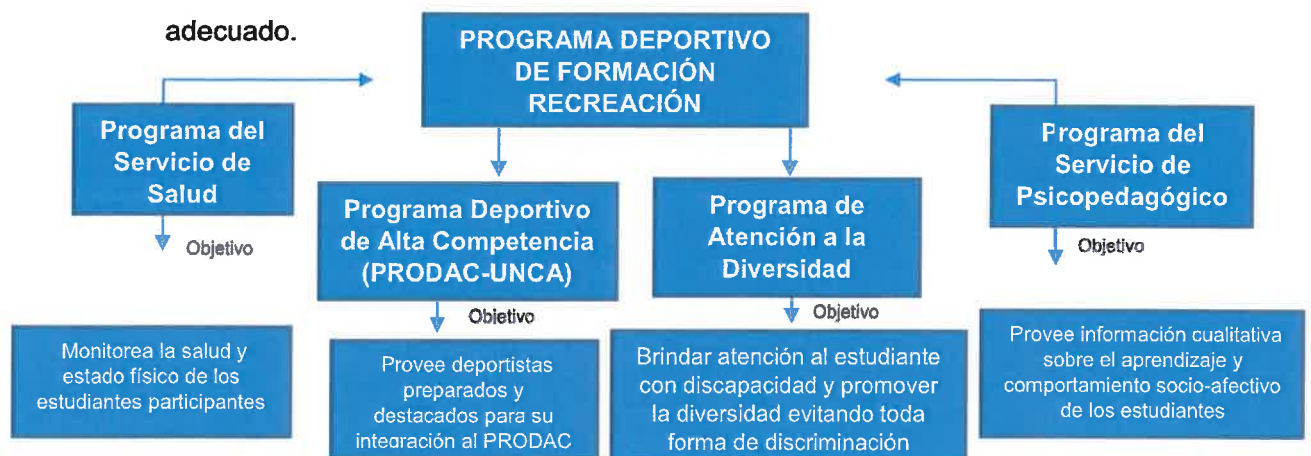 adecuado.
PROGRAMA DEPORTIVO
DE FORMACIÓN
RECREACIÓN
Programa del
Servicio de
Salud
Objetivo
Monitorea la salud y
estado físico de los
estudiantes participantes
Programa Deportivo
de Alta Competencia
(PRODAC-UNCA)
Objetivo
Provee deportistas
preparados y
destacados para su
integración al PRODAC
Programa de
Atención a la
Diversidad
Objetivo
Brindar atención al estudiante
con discapacidad y promover
la diversidad evitando toda
forma de discriminación
Programa del
Servicio de
Psicopedagógico
Objetivo
Provee información cualitativa
sobre el aprendizaje y
comportamiento socio-afectivo
de los estudiantes